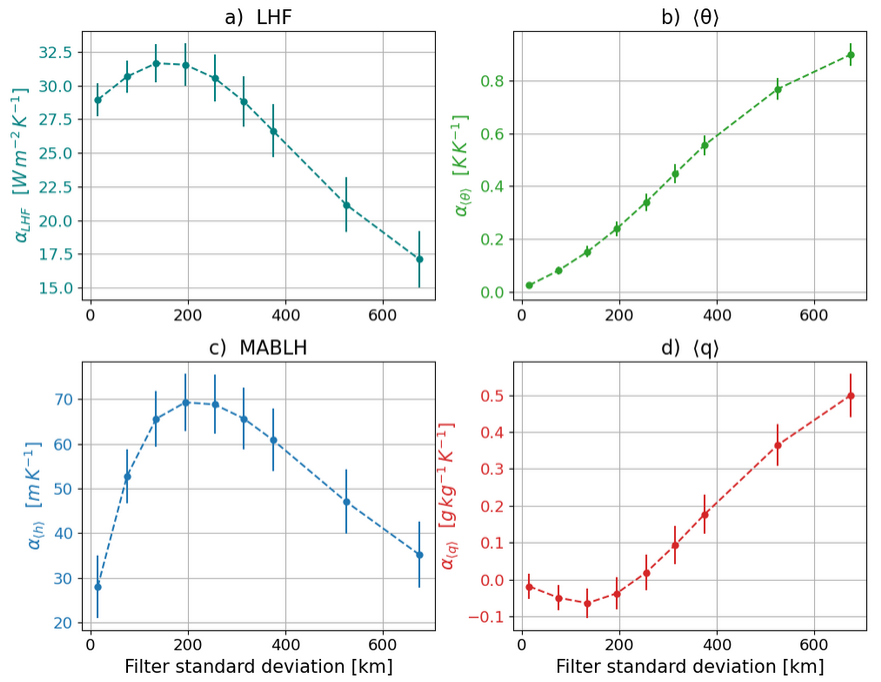 a) LHF
32.5
30.0
27.5
25.0
22.5
20.0
17.5
15.0
α_{LHF} [W m^{−2} K^{−1}]
0 200 400 600
b) ⟨θ⟩
0.8
0.6
0.4
0.2
0.0
α_{⟨θ⟩} [K K^{−1}]
0 200 400 600
c) MABLH
70
60
50
40
30
20
α_{⟨h⟩} [m K^{−1}]
0 200 400 600
Filter standard deviation [km]
d) ⟨q⟩
0.5
0.4
0.3
0.2
0.1
0.0
−0.1
α_{⟨q⟩} [g kg^{−1} K^{−1}]
0 200 400 600
Filter standard deviation [km]